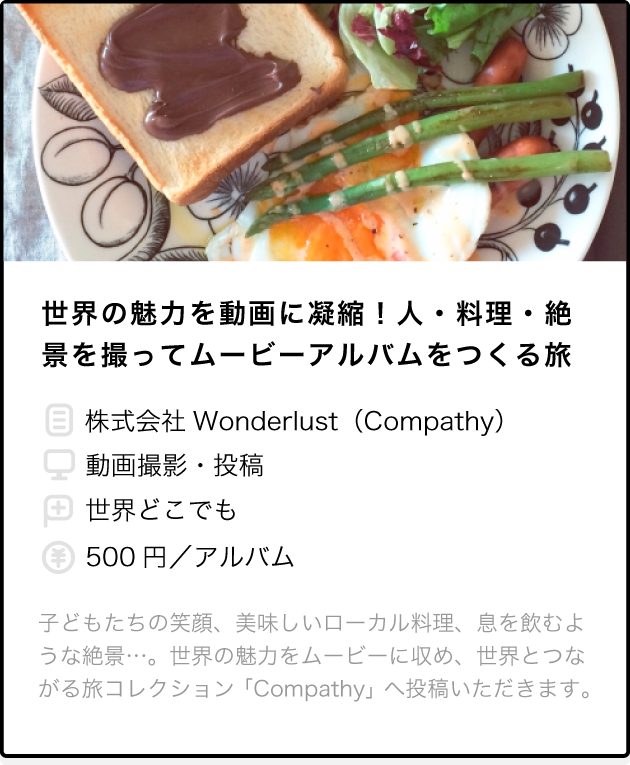 世界の魅力を動画に凝縮！人・料理・絶
景を撮ってムービーアルバムをつくる旅
株式会社 Wonderlust（Compathy）
動画撮影・投稿
世界どこでも
500 円／アルバム
子どもたちの笑顔、美味しいローカル料理、息を飲むよ
うな絶景…。世界の魅力をムービーに収め、世界とつな
がる旅コレクション「Compathy」へ投稿いただきます。